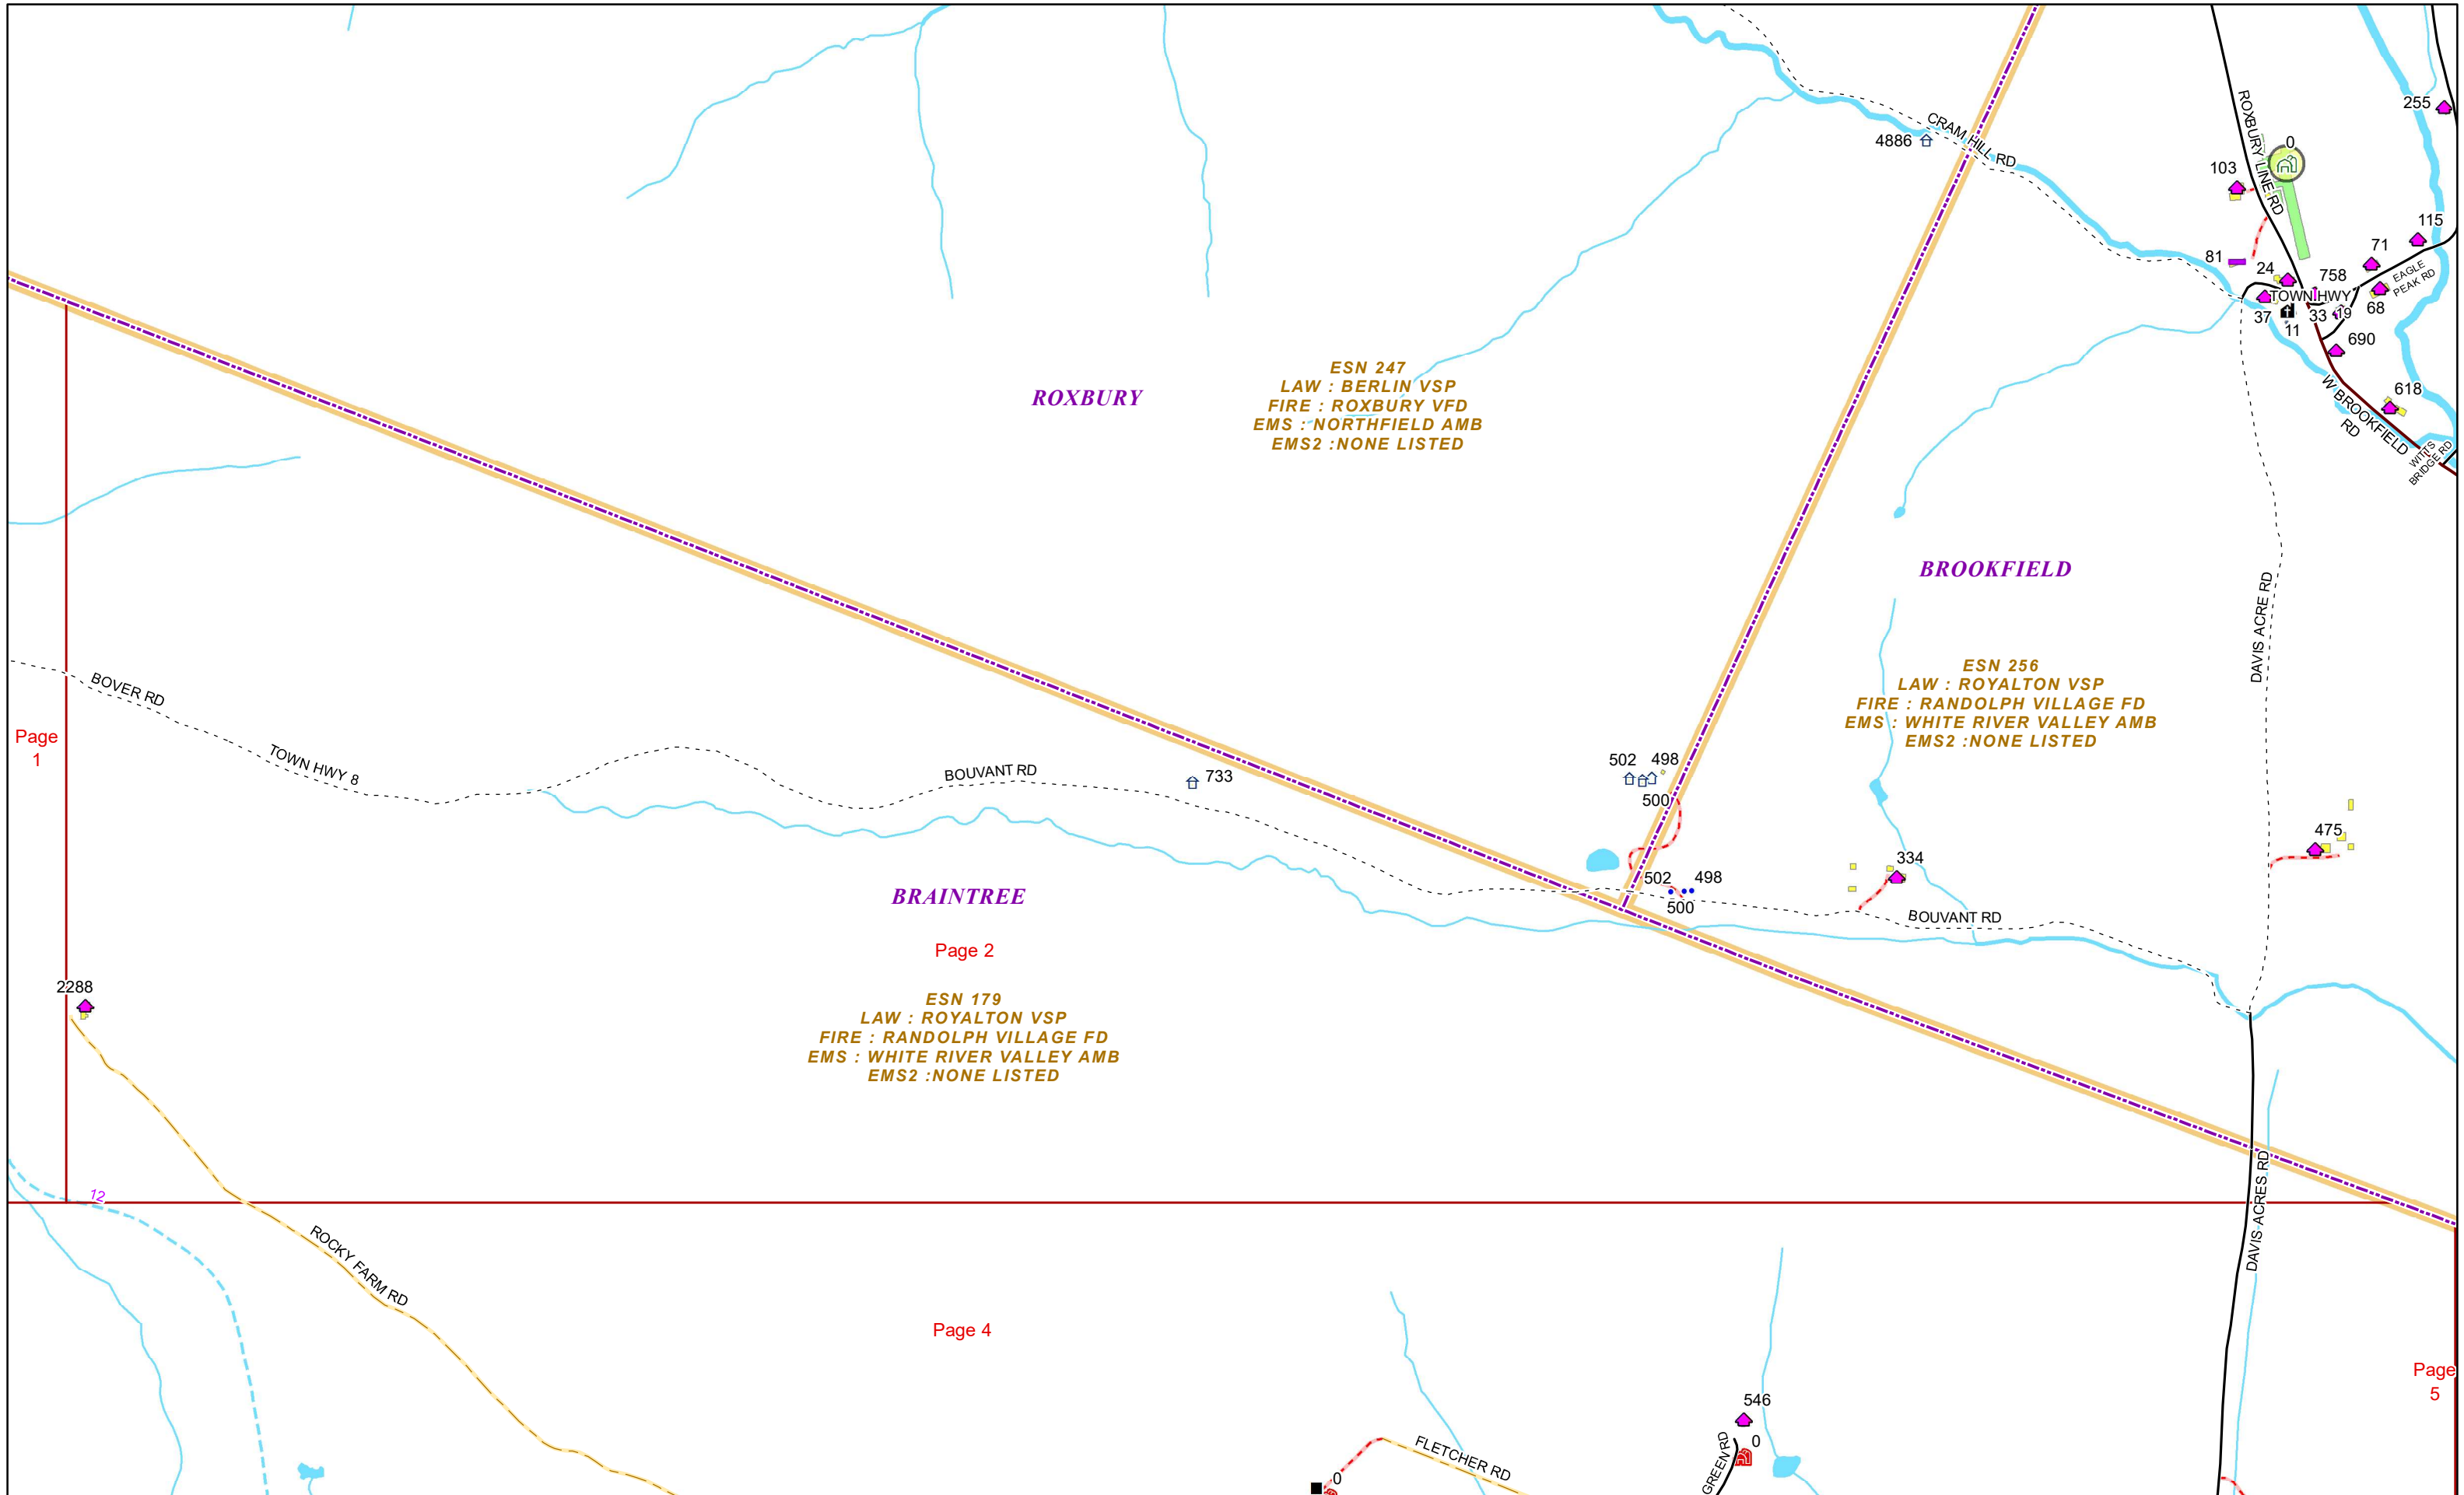 255
ROXBURY LINE RD
0
CRAM HILL RD
4886
103
115
71
81
24
758
EAGLE
PEAK RD
TOWN HWY
37
33
19
68
11
690
W BROOKFIELD
RD
618
WITTS
BRIDGE RD
ESN 247
LAW : BERLIN VSP
FIRE : ROXBURY VFD
EMS : NORTHFIELD AMB
EMS2 :NONE LISTED
ROXBURY
BROOKFIELD
DAVIS ACRE RD
ESN 256
LAW : ROYALTON VSP
FIRE : RANDOLPH VILLAGE FD
EMS : WHITE RIVER VALLEY AMB
EMS2 :NONE LISTED
BOVER RD
Page
1
TOWN HWY 8
BOUVANT RD
733
502
498
500
475
334
502
498
500
BOUVANT RD
BRAINTREE
Page 2
2288
ESN 179
LAW : ROYALTON VSP
FIRE : RANDOLPH VILLAGE FD
EMS : WHITE RIVER VALLEY AMB
EMS2 :NONE LISTED
12
DAVIS ACRES RD
ROCKY FARM RD
Page 4
Page
5
546
0
GREEN RD
FLETCHER RD
0